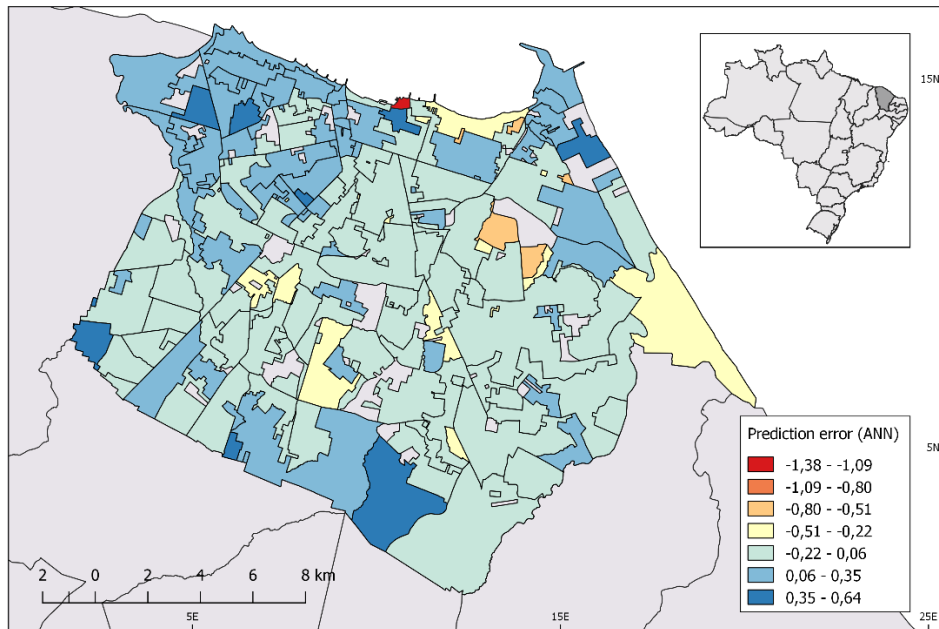 15N
Prediction error (ANN)
-1,38 - -1,09
-1,09 - -0,80
-0,80 - -0,51
-0,51 - -0,22
-0,22 - 0,06
0,06 - 0,35
0,35 - 0,64
5N
2 0 2 4 6 8 km
5E 15E 25E